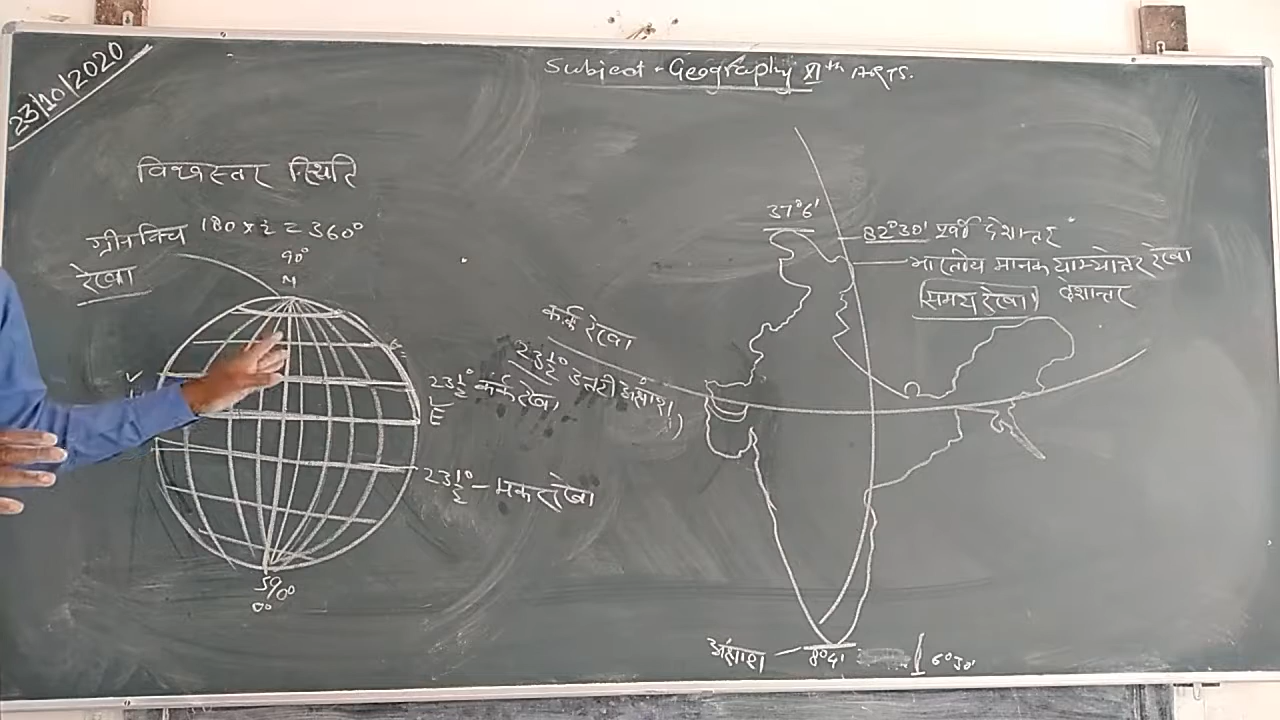 23/10/2020
Subject - Geography XIth ARTS.
विश्वस्तर स्थिति
ग्रीनविच 180 × 2 = 360°
रेखा
90°
N
23½° कर्क रेखा
E
23½° - मकर रेखा
S 90°
0°
कर्क रेखा
23½° उत्तरी अंक्षाश
37°6'
82°30' पूर्वी देशान्तर
भारतीय मानक याम्योत्तर रेखा
(समय रेखा) देशान्तर
अंक्षाश
8°4'
6°30'